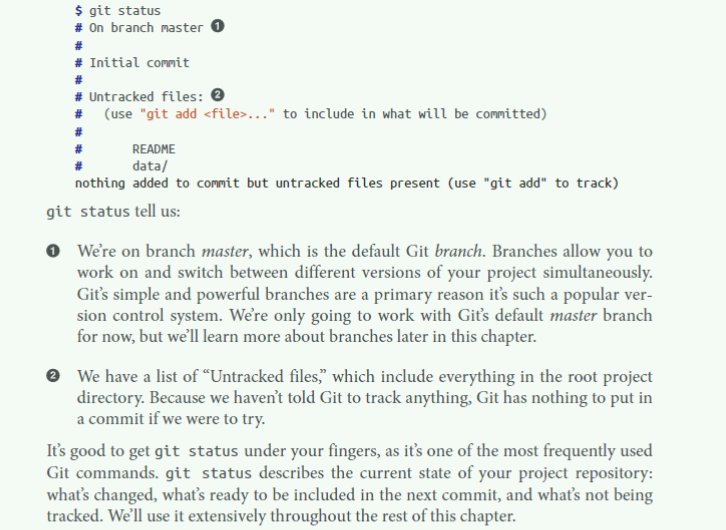 $ git status
# On branch master ❶
#
# Initial commit
#
# Untracked files: ❷
#   (use "git add <file>..." to include in what will be committed)
#
#       README
#       data/
nothing added to commit but untracked files present (use "git add" to track)
git status tell us:
❶ We’re on branch master, which is the default Git branch. Branches allow you to
work on and switch between different versions of your project simultaneously.
Git’s simple and powerful branches are a primary reason it’s such a popular ver-
sion control system. We’re only going to work with Git’s default master branch
for now, but we’ll learn more about branches later in this chapter.
❷ We have a list of “Untracked files,” which include everything in the root project
directory. Because we haven’t told Git to track anything, Git has nothing to put in
a commit if we were to try.
It’s good to get git status under your fingers, as it’s one of the most frequently used
Git commands. git status describes the current state of your project repository:
what’s changed, what’s ready to be included in the next commit, and what’s not being
tracked. We’ll use it extensively throughout the rest of this chapter.